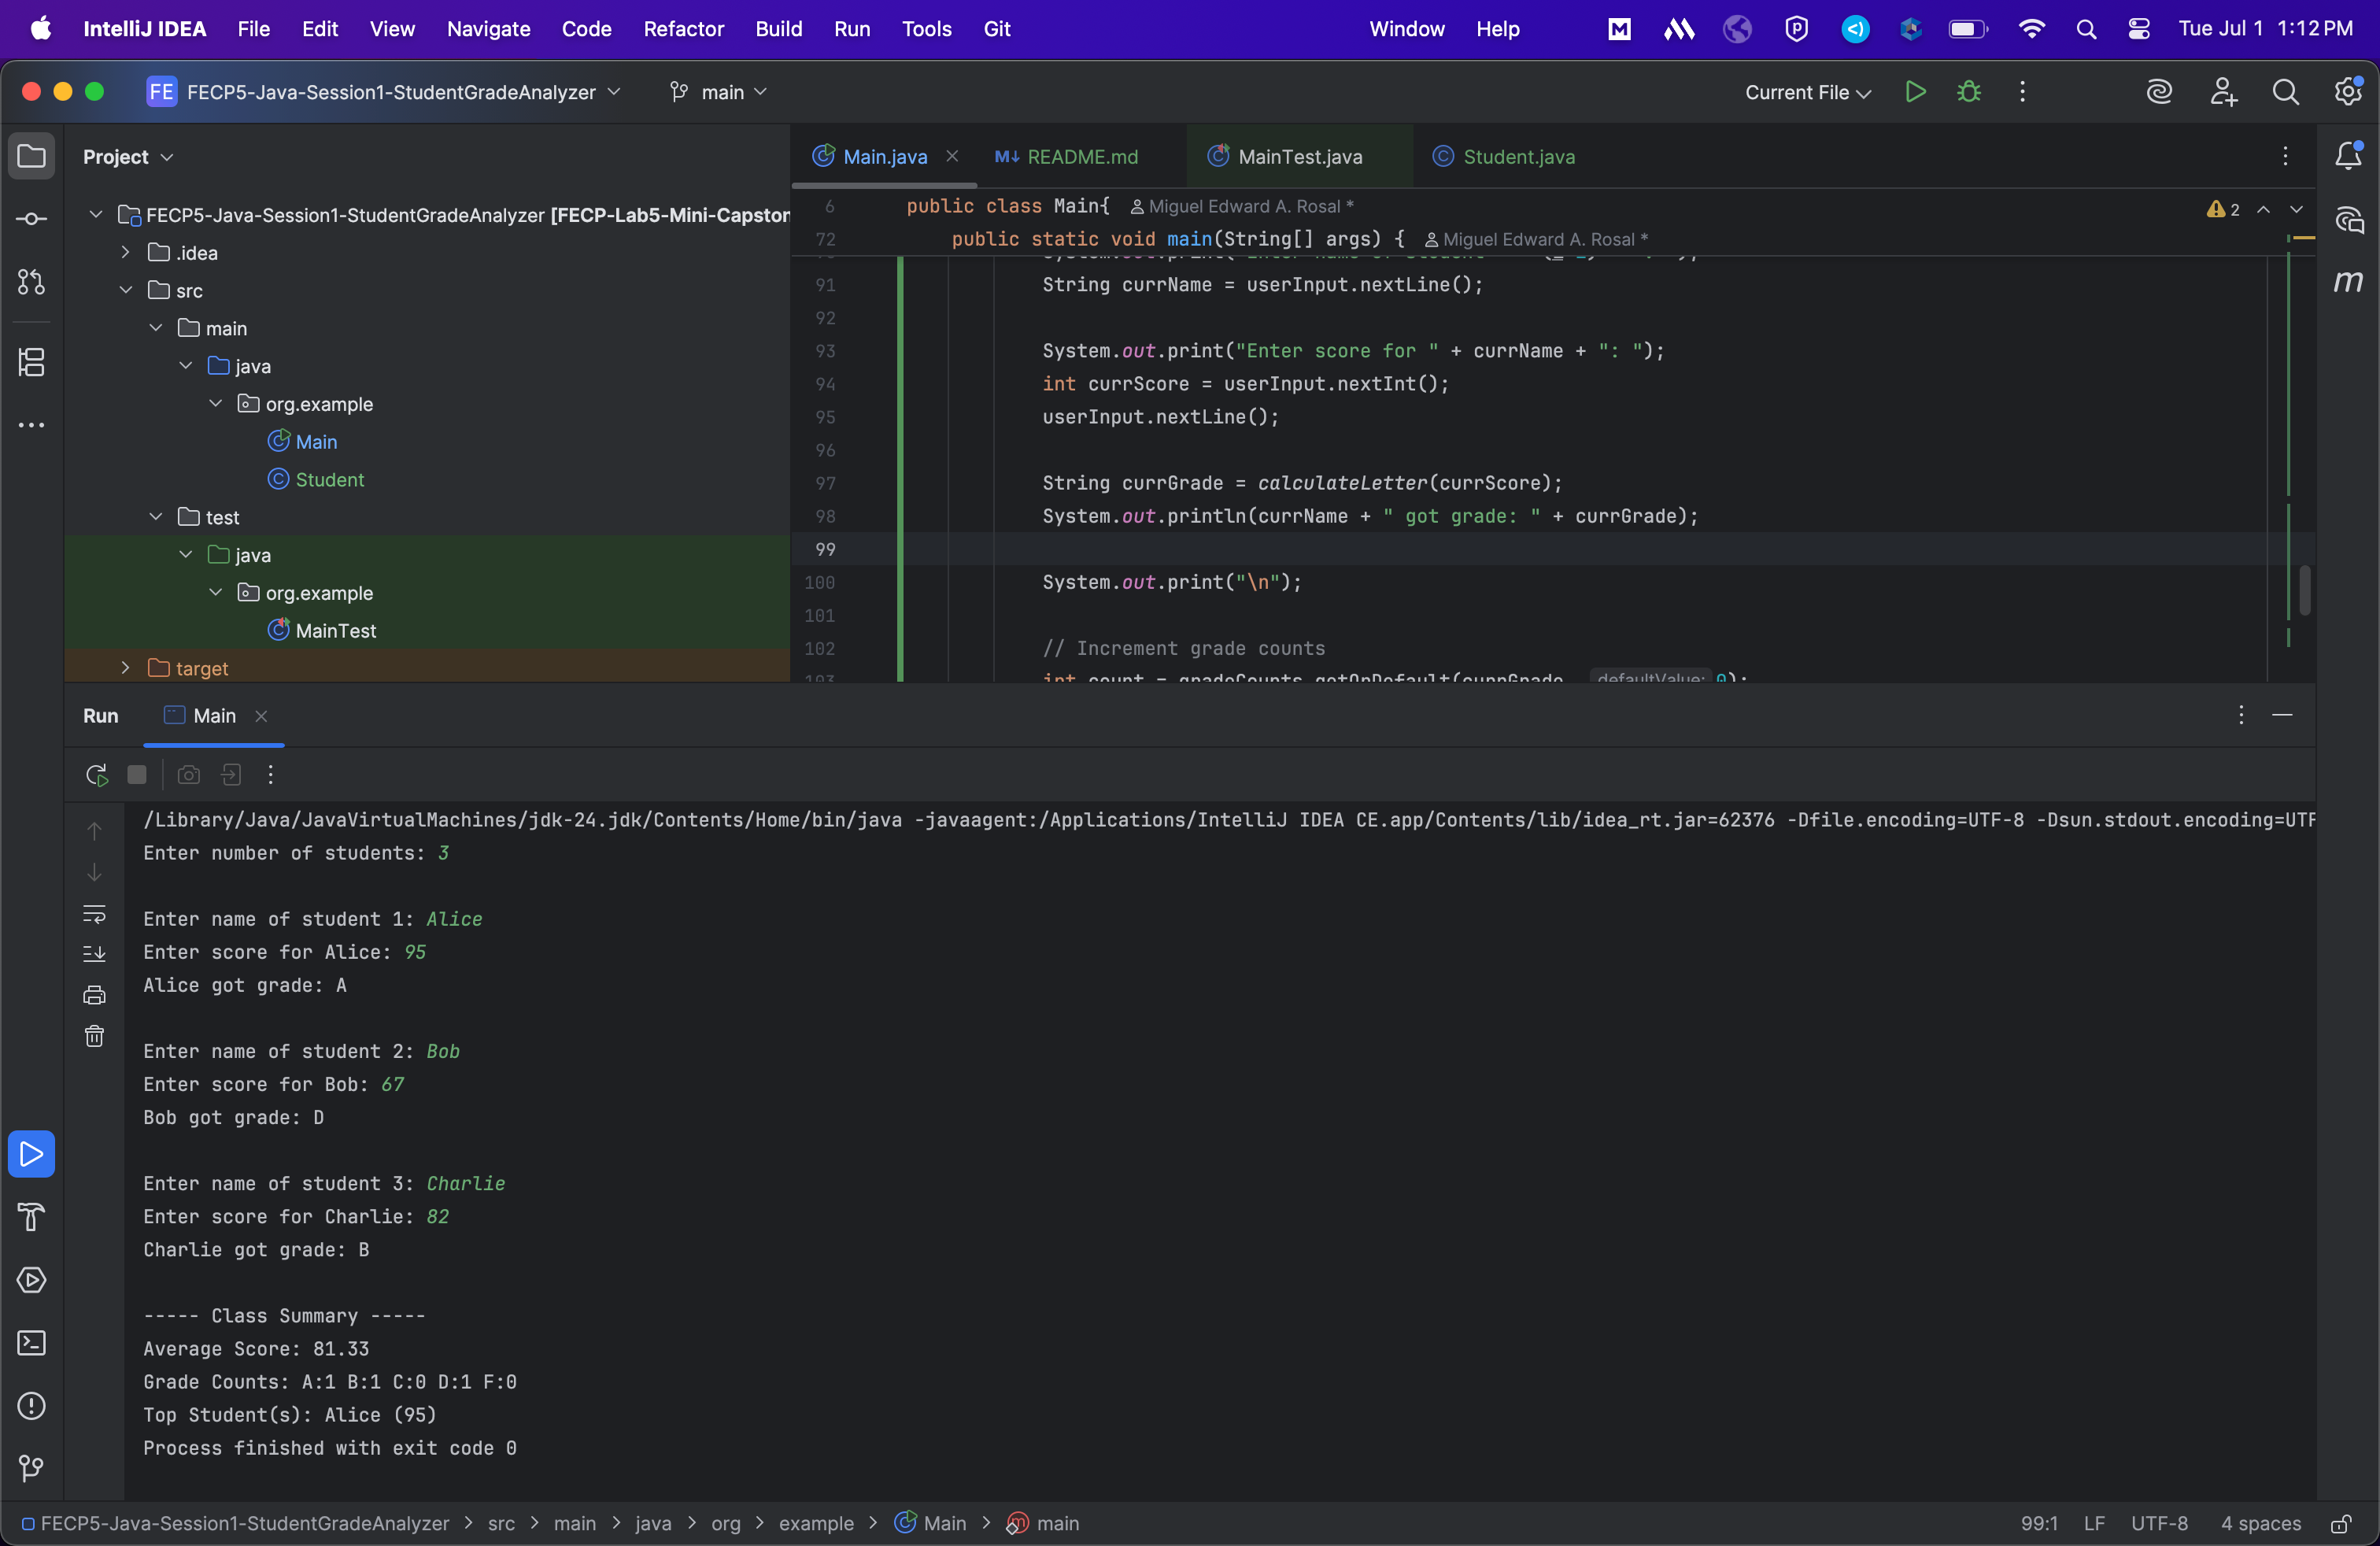 IntelliJ IDEA File Edit View Navigate Code Refactor Build Run Tools Git Window Help Tue Jul 1 1:12 PM
FE FECP5-Java-Session1-StudentGradeAnalyzer main Current File
Project
FECP5-Java-Session1-StudentGradeAnalyzer [FECP-Lab5-Mini-Capston
.idea
src
main
java
org.example
Main
Student
test
java
org.example
MainTest
target
Main.java README.md MainTest.java Student.java
6 public class Main{ Miguel Edward A. Rosal *
2
72 public static void main(String[] args) { Miguel Edward A. Rosal *
91 String currName = userInput.nextLine();
92
93 System.out.print("Enter score for " + currName + ": ");
94 int currScore = userInput.nextInt();
95 userInput.nextLine();
96
97 String currGrade = calculateLetter(currScore);
98 System.out.println(currName + " got grade: " + currGrade);
99
100 System.out.print("\n");
101
102 // Increment grade counts
103 int count = gradeCounts.getOrDefault(currGrade, defaultValue: 0);
Run Main
/Library/Java/JavaVirtualMachines/jdk-24.jdk/Contents/Home/bin/java -javaagent:/Applications/IntelliJ IDEA CE.app/Contents/lib/idea_rt.jar=62376 -Dfile.encoding=UTF-8 -Dsun.stdout.encoding=UTF
Enter number of students: 3
Enter name of student 1: Alice
Enter score for Alice: 95
Alice got grade: A
Enter name of student 2: Bob
Enter score for Bob: 67
Bob got grade: D
Enter name of student 3: Charlie
Enter score for Charlie: 82
Charlie got grade: B
----- Class Summary -----
Average Score: 81.33
Grade Counts: A:1 B:1 C:0 D:1 F:0
Top Student(s): Alice (95)
Process finished with exit code 0
FECP5-Java-Session1-StudentGradeAnalyzer > src > main > java > org > example > Main > main 99:1 LF UTF-8 4 spaces